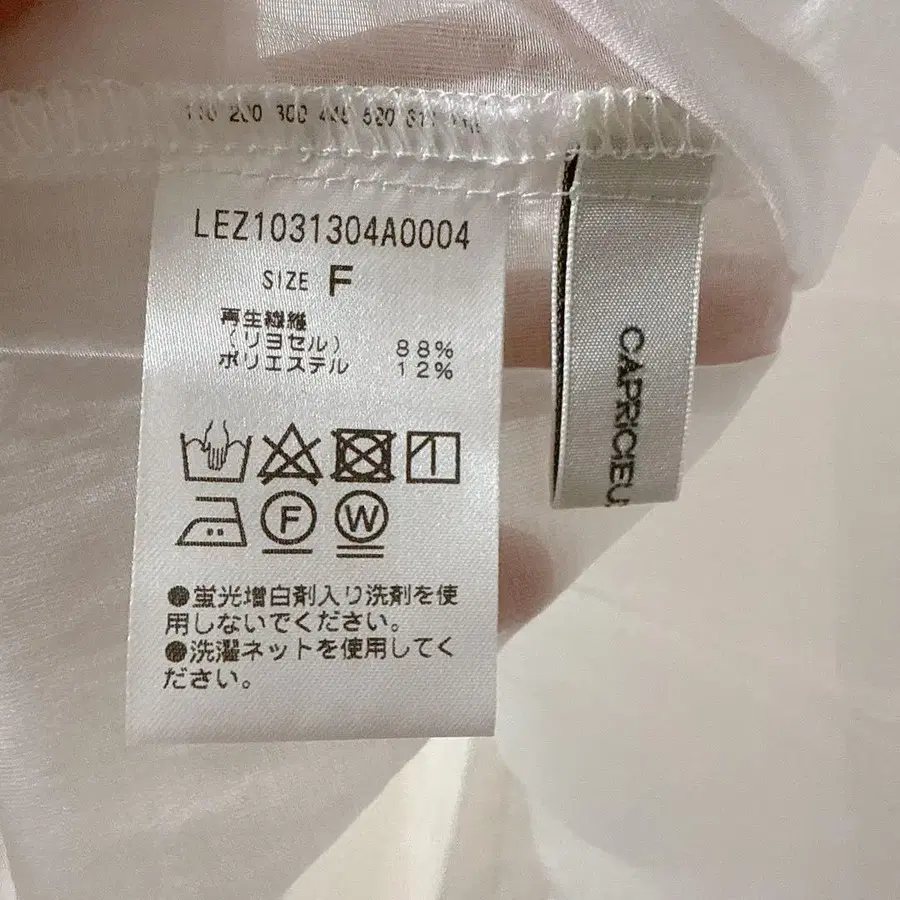 200 300
LEZ1031304A0004
SIZE F
再生繊維
(リヨセル) 88%
ポリエステル 12%
F W
●蛍光増白剤入り洗剤を使
用しないでください。
●洗濯ネットを使用してく
ださい。
CAPRICIEU